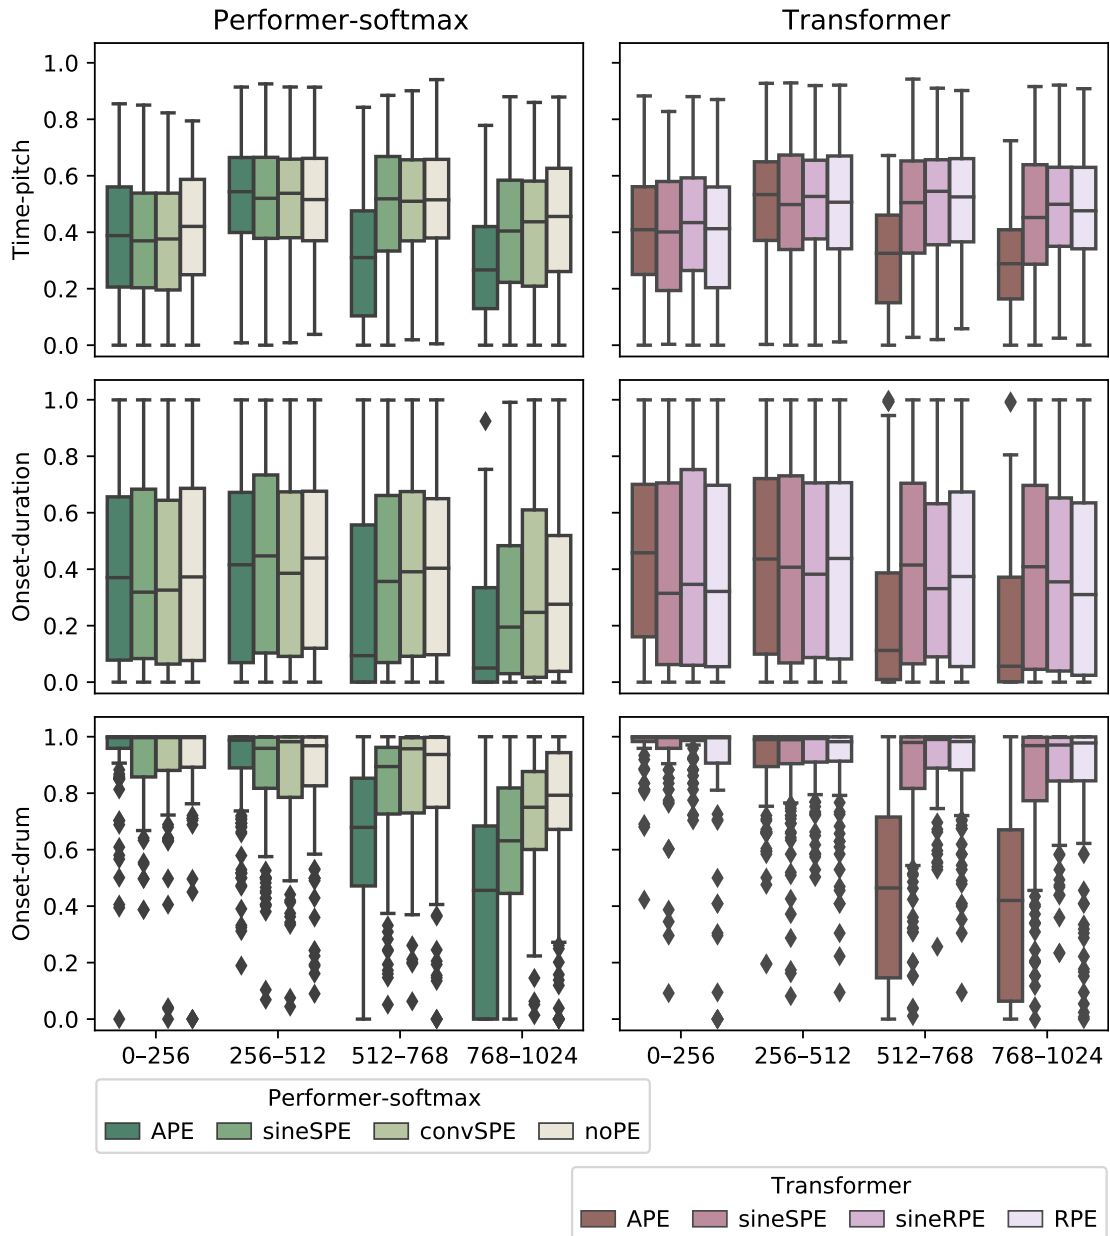 Performer-softmax Transformer
Time-pitch
1.0
0.8
0.6
0.4
0.2
0.0
Onset-duration
1.0
0.8
0.6
0.4
0.2
0.0
Onset-drum
1.0
0.8
0.6
0.4
0.2
0.0
0–256 256–512 512–768 768–1024 0–256 256–512 512–768 768–1024
Performer-softmax
APE sineSPE convSPE noPE
Transformer
APE sineSPE sineRPE RPE